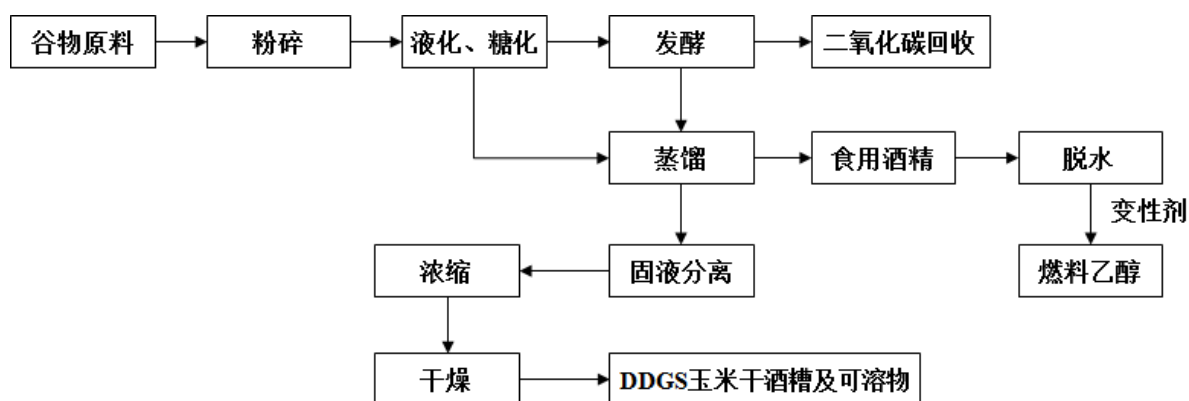 谷物原料
粉碎
液化、糖化
发酵
二氧化碳回收
蒸馏
食用酒精
脱水
变性剂
浓缩
固液分离
燃料乙醇
干燥
DDGS玉米干酒糟及可溶物